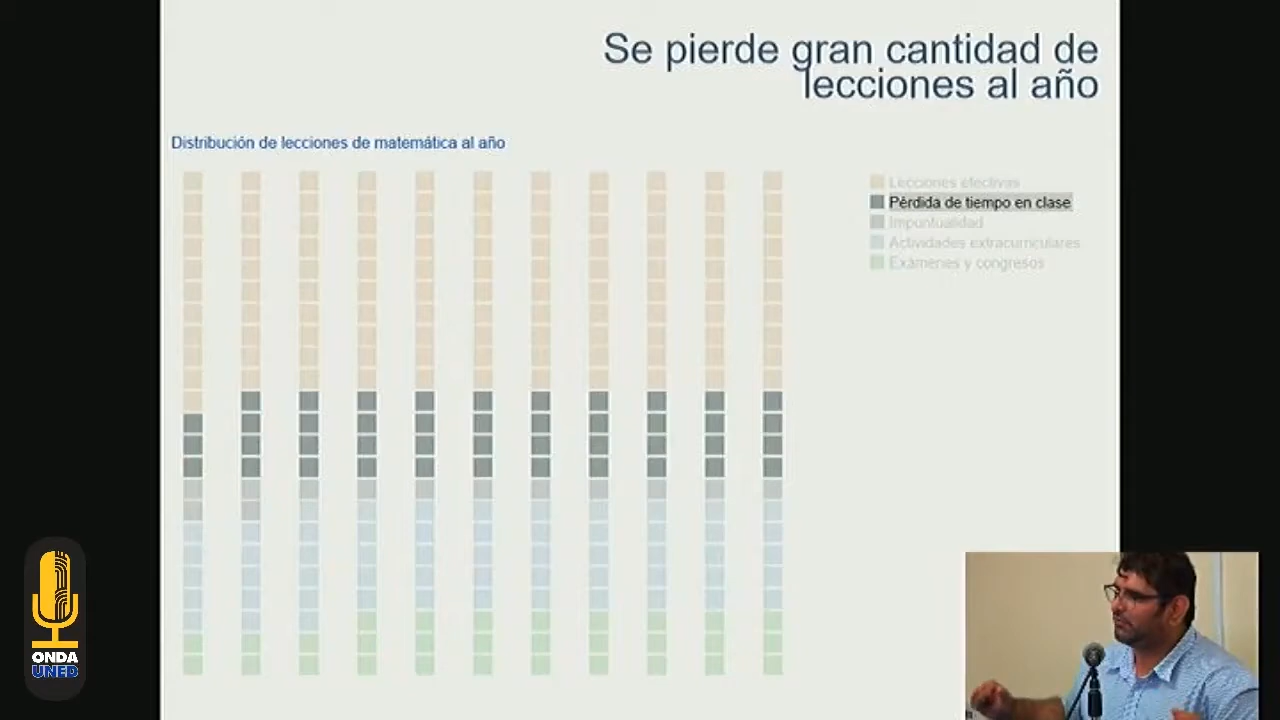 Se pierde gran cantidad de
lecciones al año
Distribución de lecciones de matemática al año
Lecciones efectivas
Pérdida de tiempo en clase
Impuntualidad
Actividades extracurriculares
Exámenes y congresos
ONDA
UNED